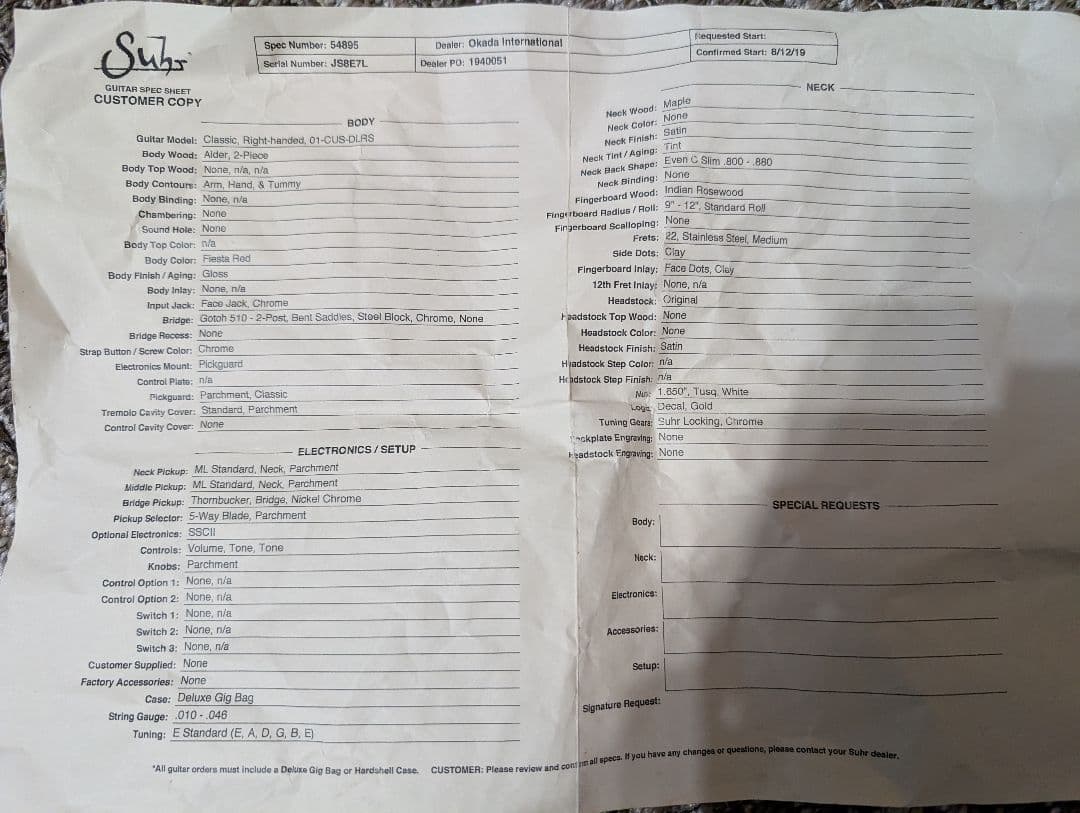 Suhr
GUITAR SPEC SHEET
CUSTOMER COPY
Spec Number: 54895
Serial Number: JS8E7L
Dealer: Okada International
Dealer PO: 1940051
Requested Start:
Confirmed Start: 8/12/19
BODY
Guitar Model: Classic, Right-handed, 01-CUS-DLRS
Body Wood: Alder, 2-Piece
Body Top Wood: None, n/a, n/a
Body Contours: Arm, Hand, & Tummy
Body Binding: None, n/a
Chambering: None
Sound Hole: None
Body Top Color: n/a
Body Color: Fiesta Red
Body Finish / Aging: Gloss
Body Inlay: None, n/a
Input Jack: Face Jack, Chrome
Bridge: Gotoh 510 - 2-Post, Bent Saddles, Steel Block, Chrome, None
Bridge Recess: None
Strap Button / Screw Color: Chrome
Electronics Mount: Pickguard
Control Plate: n/a
Pickguard: Parchment, Classic
Tremolo Cavity Cover: Standard, Parchment
Control Cavity Cover: None
ELECTRONICS / SETUP
Neck Pickup: ML Standard, Neck, Parchment
Middle Pickup: ML Standard, Neck, Parchment
Bridge Pickup: Thornbucker, Bridge, Nickel Chrome
Pickup Selector: 5-Way Blade, Parchment
Optional Electronics: SSCII
Controls: Volume, Tone, Tone
Knobs: Parchment
Control Option 1: None, n/a
Control Option 2: None, n/a
Switch 1: None, n/a
Switch 2: None, n/a
Switch 3: None, n/a
Customer Supplied: None
Factory Accessories: None
Case: Deluxe Gig Bag
String Gauge: .010 - .046
Tuning: E Standard (E, A, D, G, B, E)
NECK
Neck Wood: Maple
Neck Color: None
Neck Finish: Satin
Neck Tint / Aging: Tint
Neck Back Shape: Even C Slim .800 - .880
Neck Binding: None
Fingerboard Wood: Indian Rosewood
Fingerboard Radius / Roll: 9" - 12", Standard Roll
Fingerboard Scalloping: None
Frets: 22, Stainless Steel, Medium
Side Dots: Clay
Fingerboard Inlay: Face Dots, Clay
12th Fret Inlay: None, n/a
Headstock: Original
Headstock Top Wood: None
Headstock Color: None
Headstock Finish: Satin
Headstock Step Color: n/a
Headstock Step Finish: n/a
Nut: 1.650", Tusq, White
Logo: Decal, Gold
Tuning Gears: Suhr Locking, Chrome
Neckplate Engraving: None
Headstock Engraving: None
SPECIAL REQUESTS
Body:
Neck:
Electronics:
Accessories:
Setup:
Signature Request:
*All guitar orders must include a Deluxe Gig Bag or Hardshell Case. CUSTOMER: Please review and confirm all specs. If you have any changes or questions, please contact your Suhr dealer.